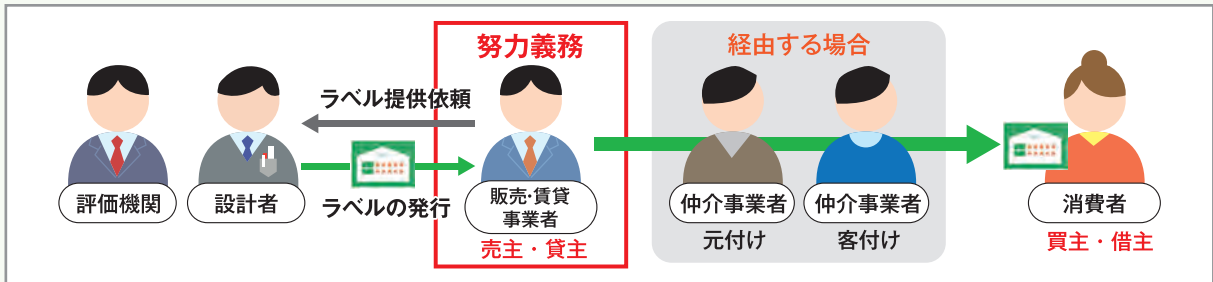 努力義務
経由する場合
ラベル提供依頼
ラベルの発行
評価機関
設計者
販売・賃貸
事業者
売主・貸主
仲介事業者
元付け
仲介事業者
客付け
消費者
買主・借主